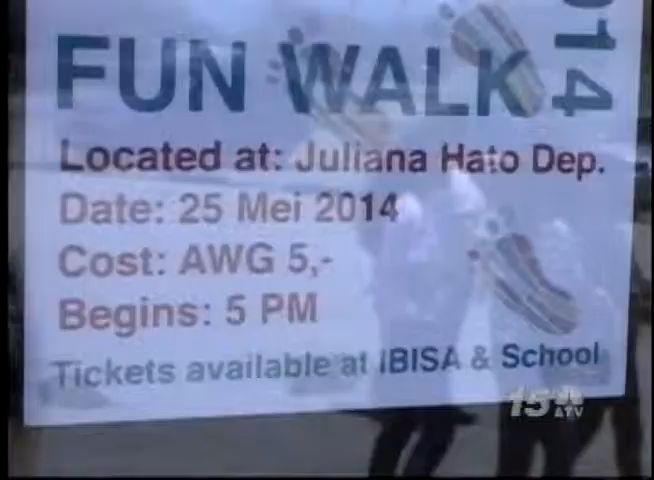 014
FUN WALK
Located at: Juliana Hato Dep.
Date: 25 Mei 2014
Cost: AWG 5,-
Begins: 5 PM
Tickets available at IBISA & School
15 ATV